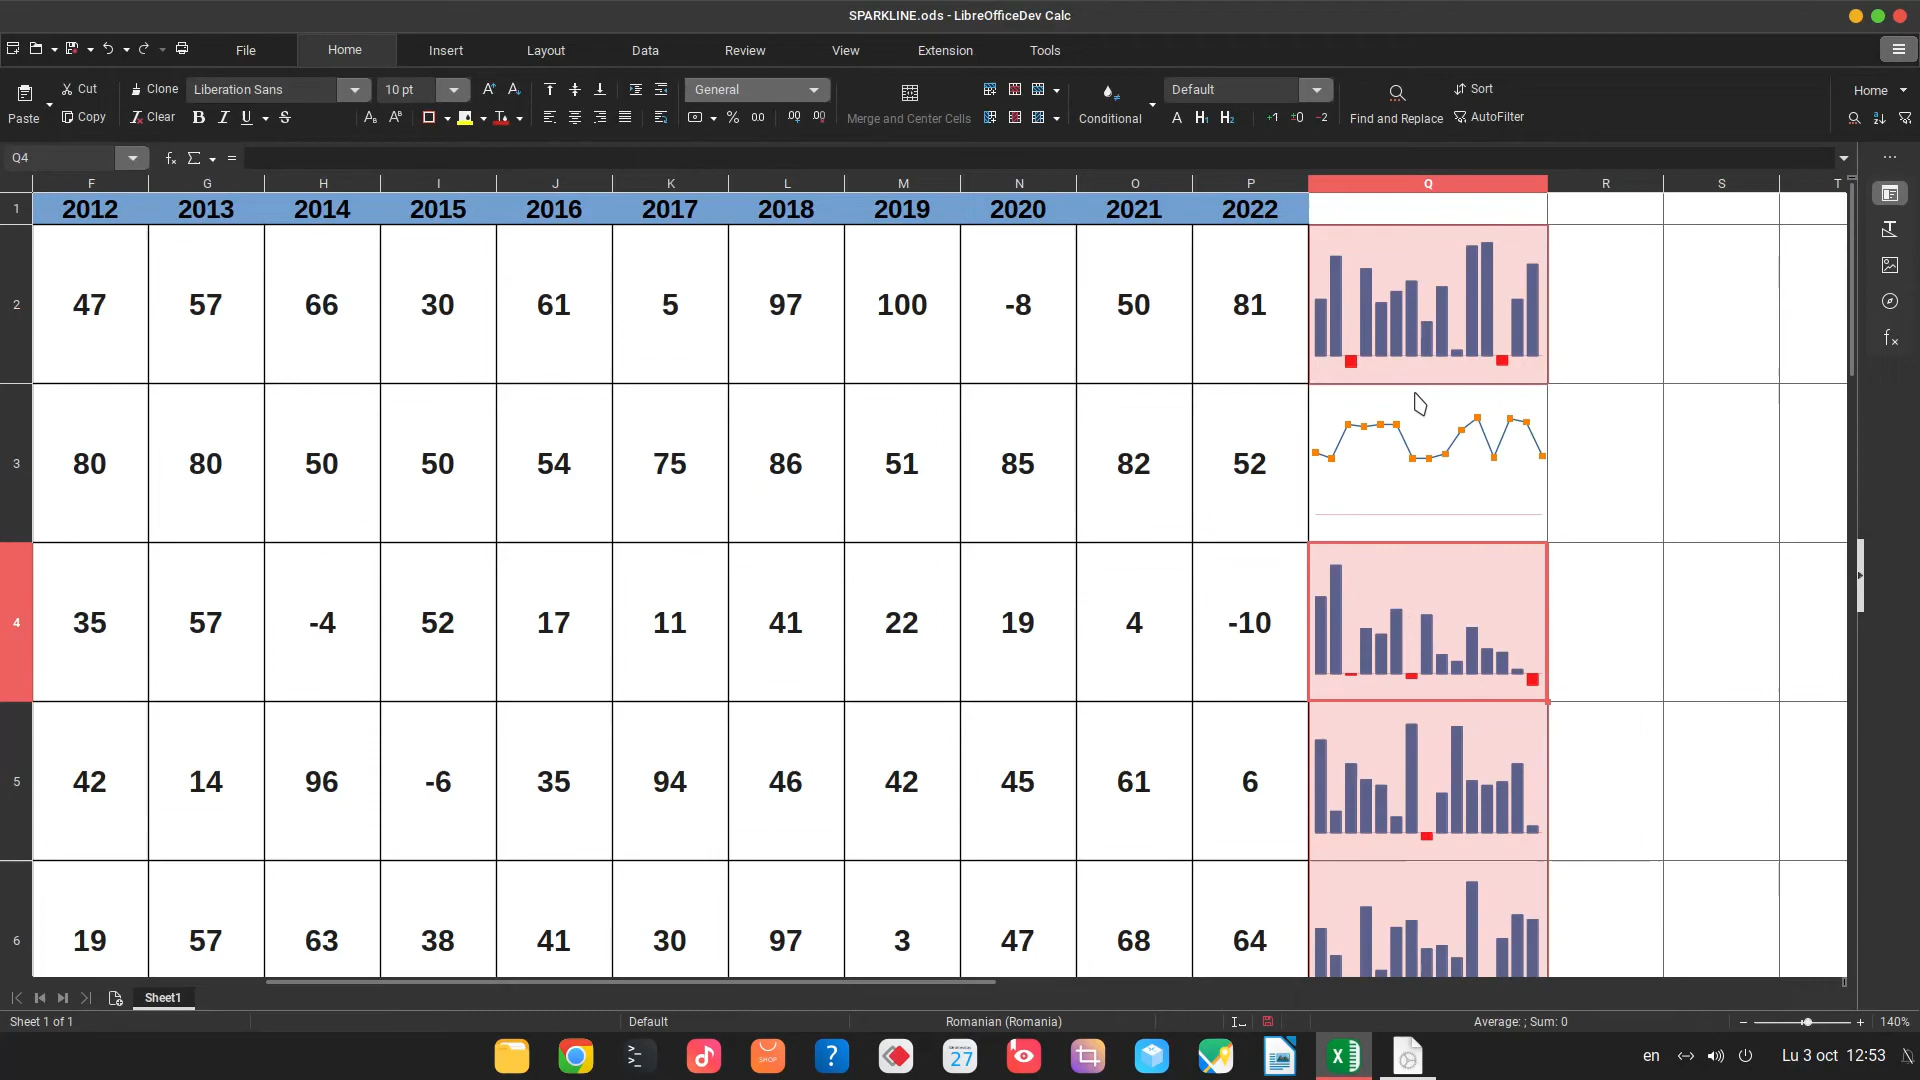 SPARKLINE.ods - LibreOfficeDev Calc
File Home Insert Layout Data Review View Extension Tools
Paste Cut Clone Liberation Sans 10 pt General Merge and Center Cells Conditional Default Find and Replace Sort Home
Copy Clear AutoFilter
Q4
F G H I J K L M N O P Q R S T
1 2012 2013 2014 2015 2016 2017 2018 2019 2020 2021 2022
2 47 57 66 30 61 5 97 100 -8 50 81
3 80 80 50 50 54 75 86 51 85 82 52
4 35 57 -4 52 17 11 41 22 19 4 -10
5 42 14 96 -6 35 94 46 42 45 61 6
6 19 57 63 38 41 30 97 3 47 68 64
Sheet1
Sheet 1 of 1 Default Romanian (Romania) Average: ; Sum: 0 140%
SHOP 27 en Lu 3 oct 12:53